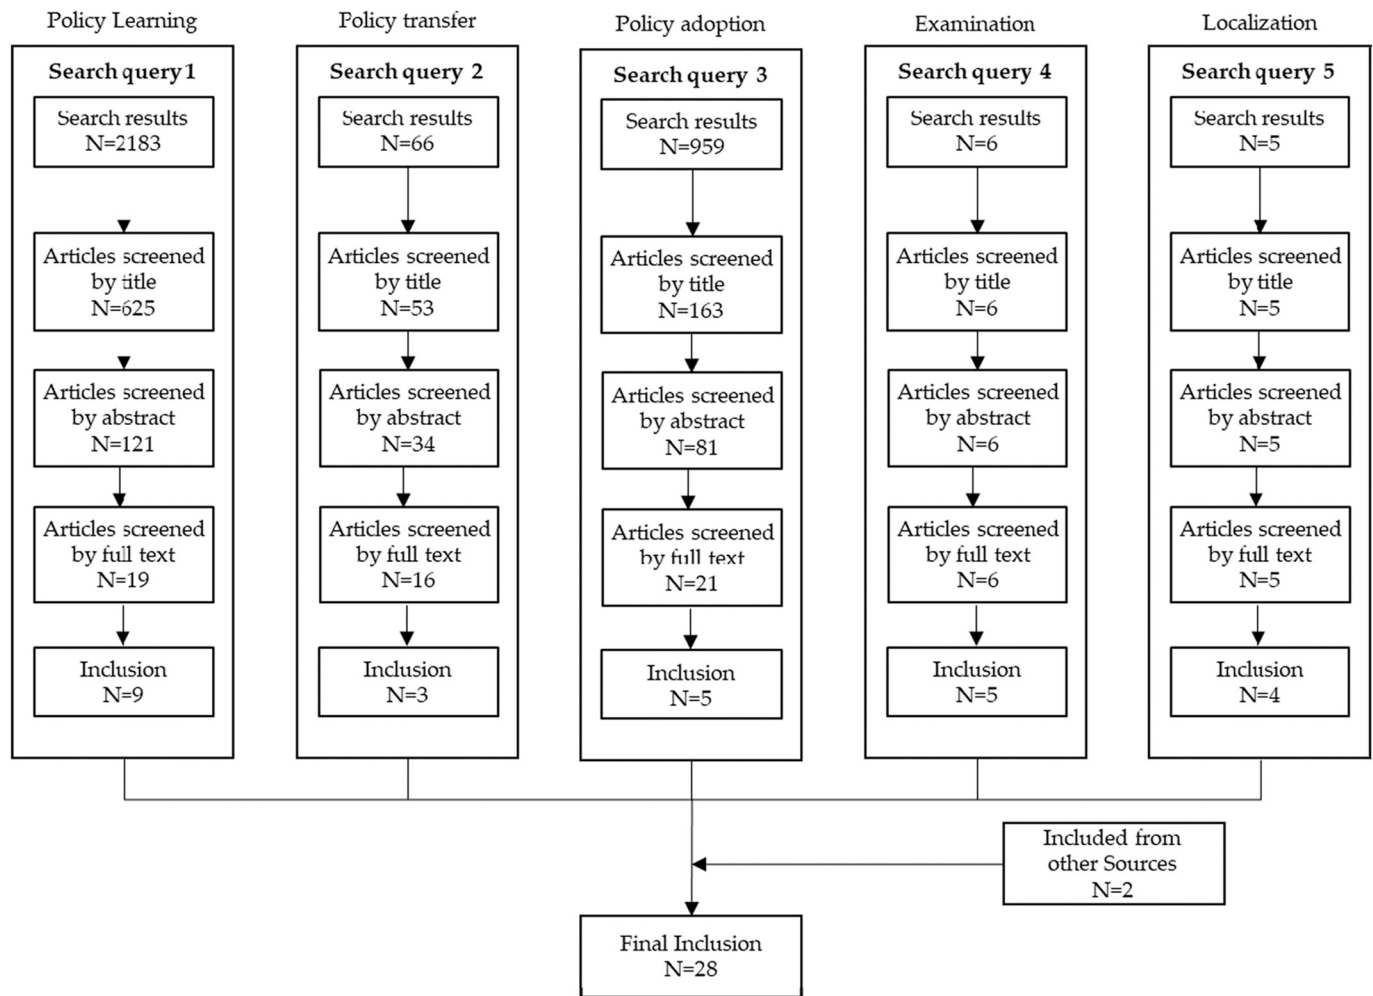 Policy Learning
Search query 1
Search results
N=2183
Articles screened
by title
N=625
Articles screened
by abstract
N=121
Articles screened
by full text
N=19
Inclusion
N=9
Policy transfer
Search query 2
Search results
N=66
Articles screened
by title
N=53
Articles screened
by abstract
N=34
Articles screened
by full text
N=16
Inclusion
N=3
Policy adoption
Search query 3
Search results
N=959
Articles screened
by title
N=163
Articles screened
by abstract
N=81
Articles screened
by full text
N=21
Inclusion
N=5
Examination
Search query 4
Search results
N=6
Articles screened
by title
N=6
Articles screened
by abstract
N=6
Articles screened
by full text
N=6
Inclusion
N=5
Localization
Search query 5
Search results
N=5
Articles screened
by title
N=5
Articles screened
by abstract
N=5
Articles screened
by full text
N=5
Inclusion
N=4
Included from
other Sources
N=2
Final Inclusion
N=28